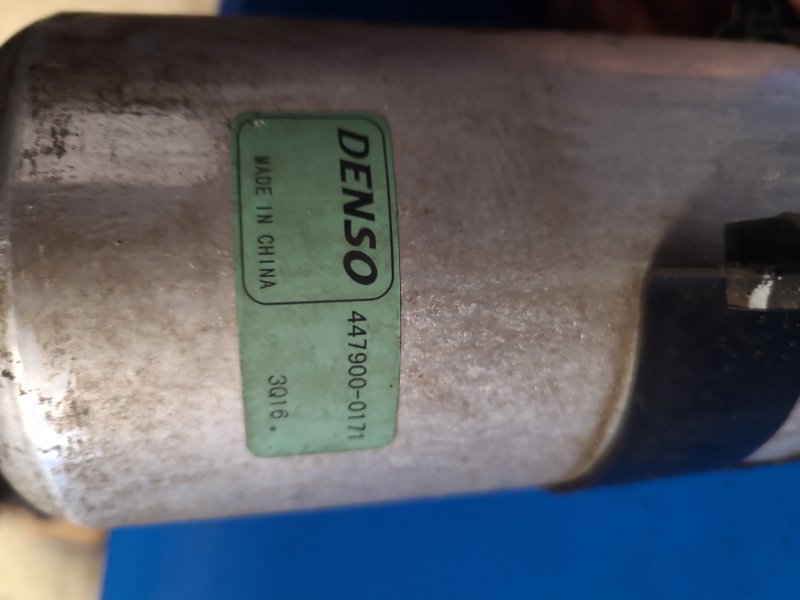 DENSO
MADE IN CHINA
447900-0171
3Q16.